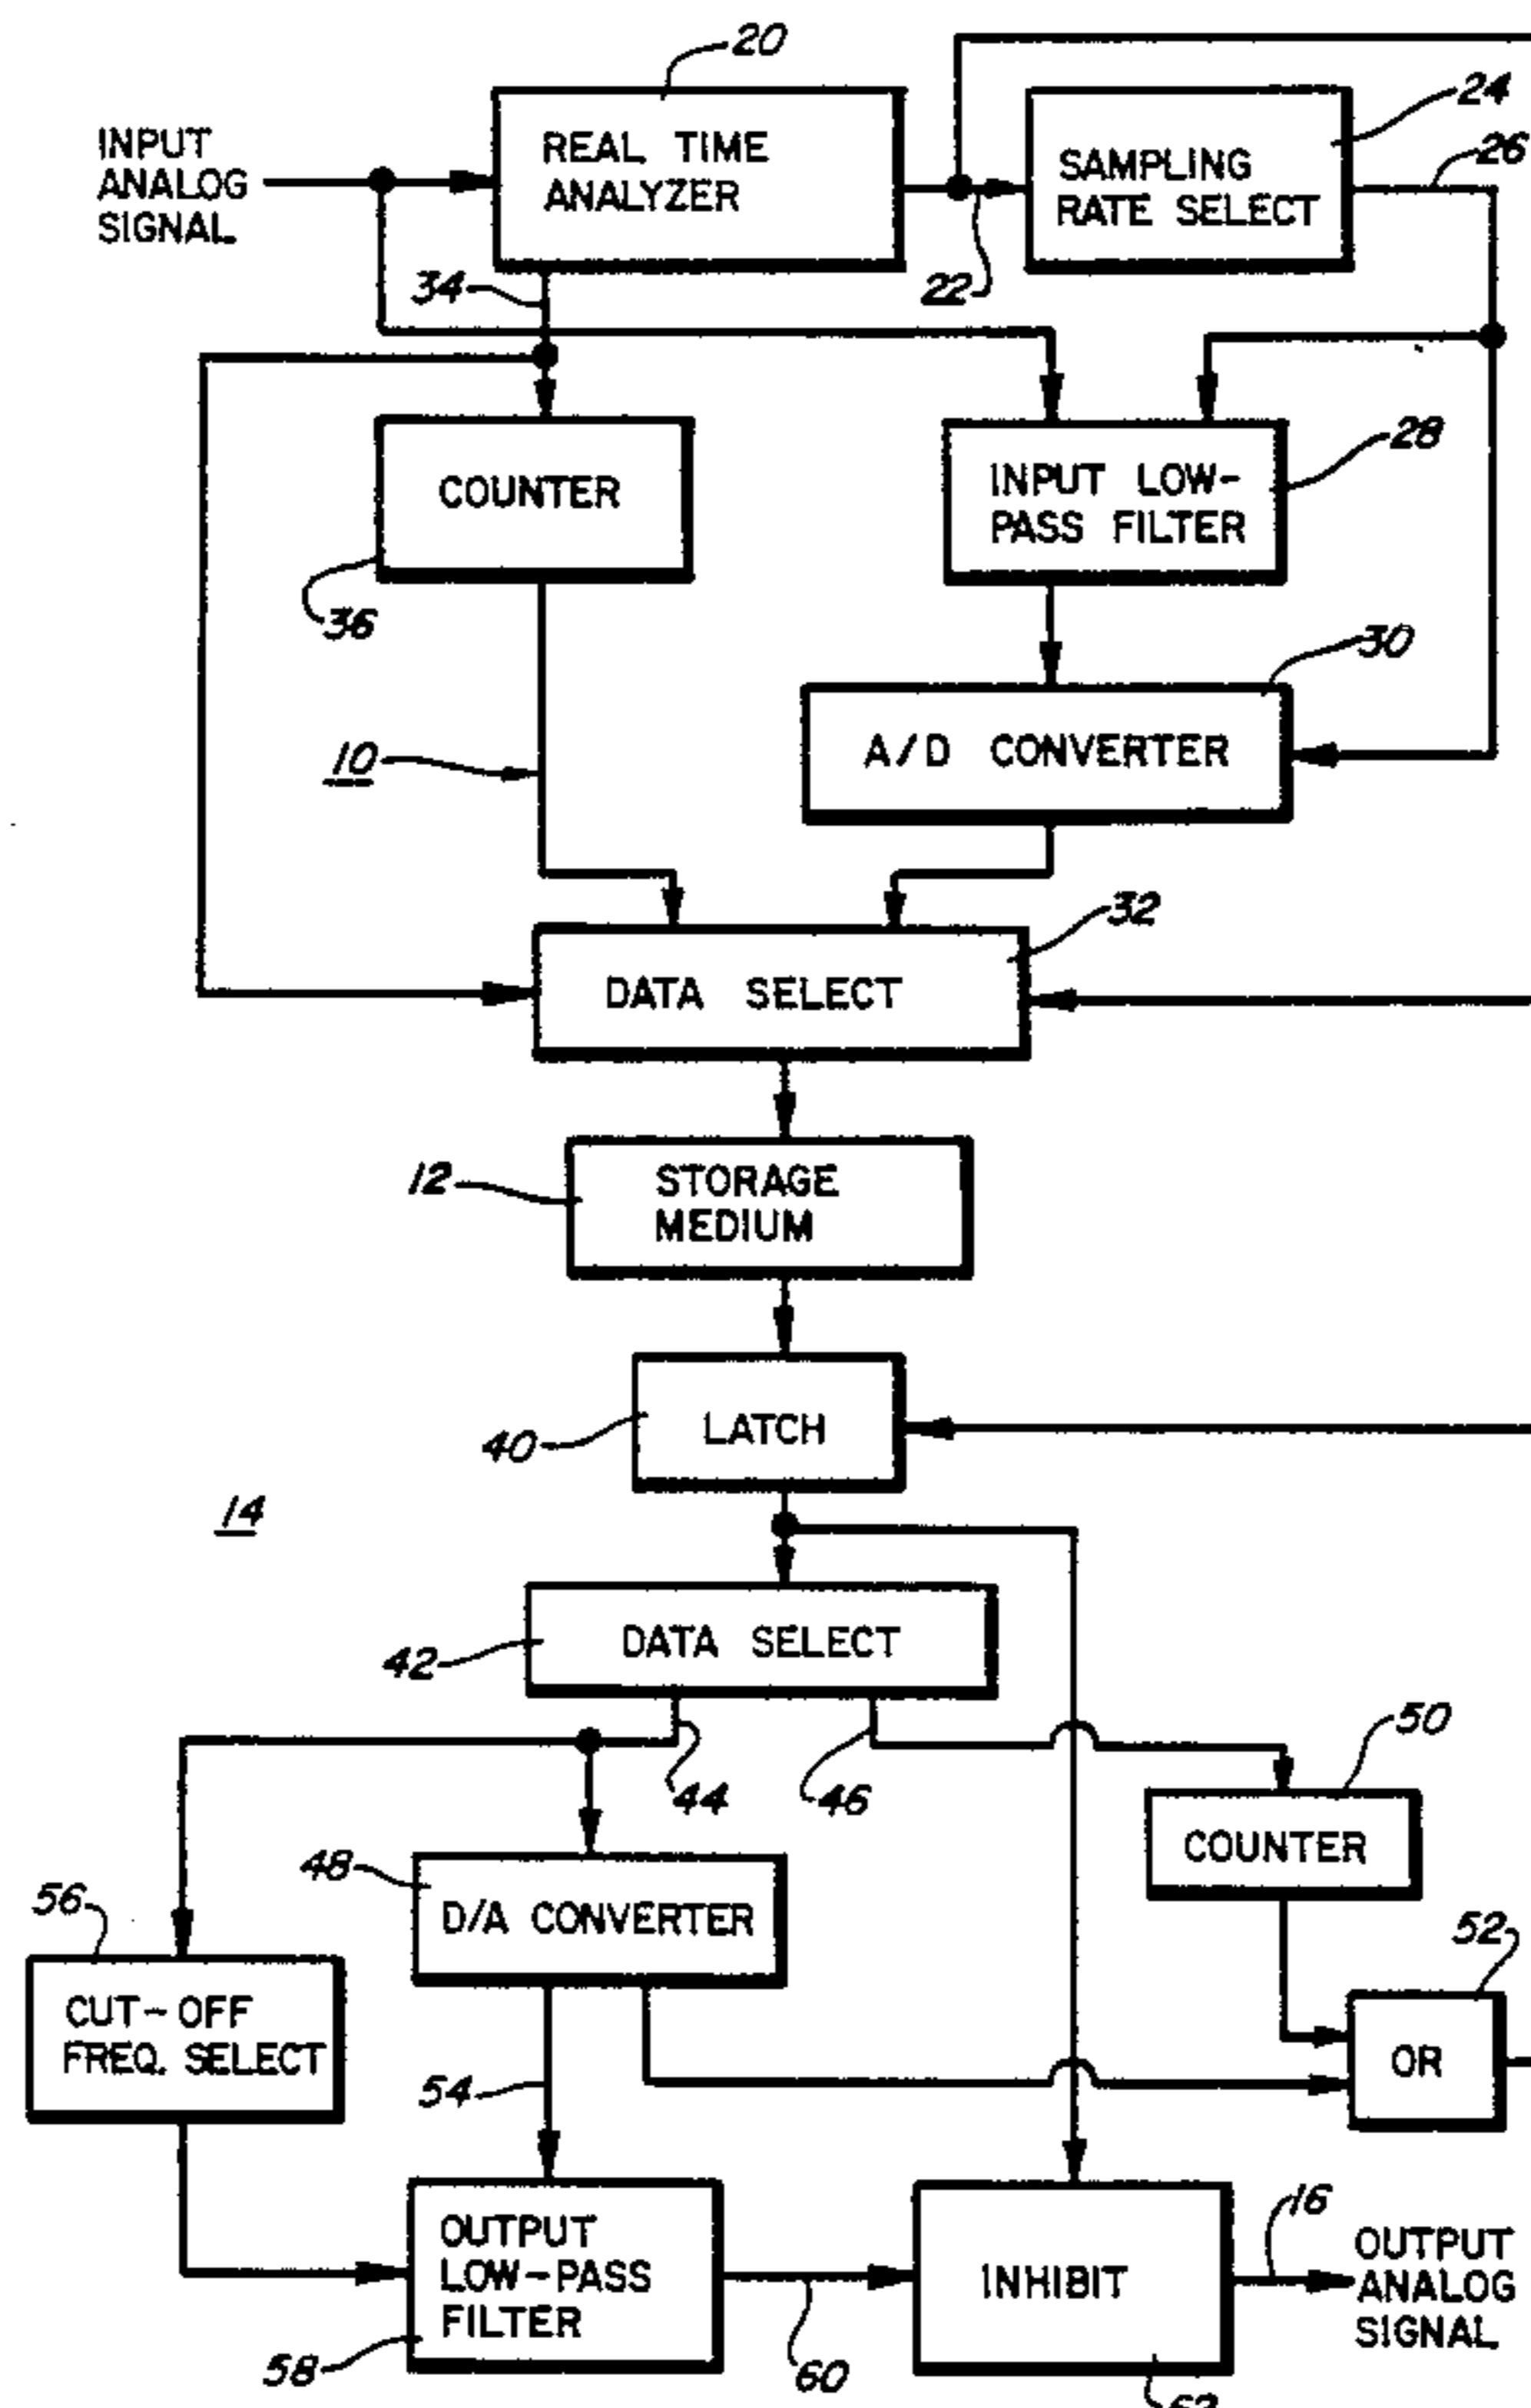 20
INPUT
ANALOG
SIGNAL
REAL TIME
ANALYZER
24
SAMPLING
RATE SELECT
26
34
22
COUNTER
36
INPUT LOW-
PASS FILTER
28
30
A/D CONVERTER
10
32
DATA SELECT
12
STORAGE
MEDIUM
40
LATCH
14
42
DATA SELECT
44
46
50
COUNTER
48
D/A CONVERTER
56
CUT-OFF
FREQ. SELECT
52
OR
54
OUTPUT
LOW-PASS
FILTER
58
60
INHIBIT
16
OUTPUT
ANALOG
SIGNAL